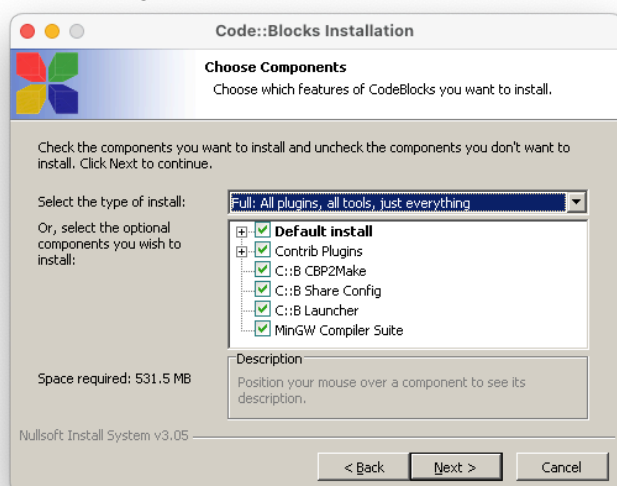 Code::Blocks Installation
Choose Components
Choose which features of CodeBlocks you want to install.
Check the components you want to install and uncheck the components you don't want to
install. Click Next to continue.
Select the type of install:
Full: All plugins, all tools, just everything
Or, select the optional
components you wish to
install:
Default install
Contrib Plugins
C::B CBP2Make
C::B Share Config
C::B Launcher
MinGW Compiler Suite
Space required: 531.5 MB
Description
Position your mouse over a component to see its
description.
Nullsoft Install System v3.05
< Back
Next >
Cancel